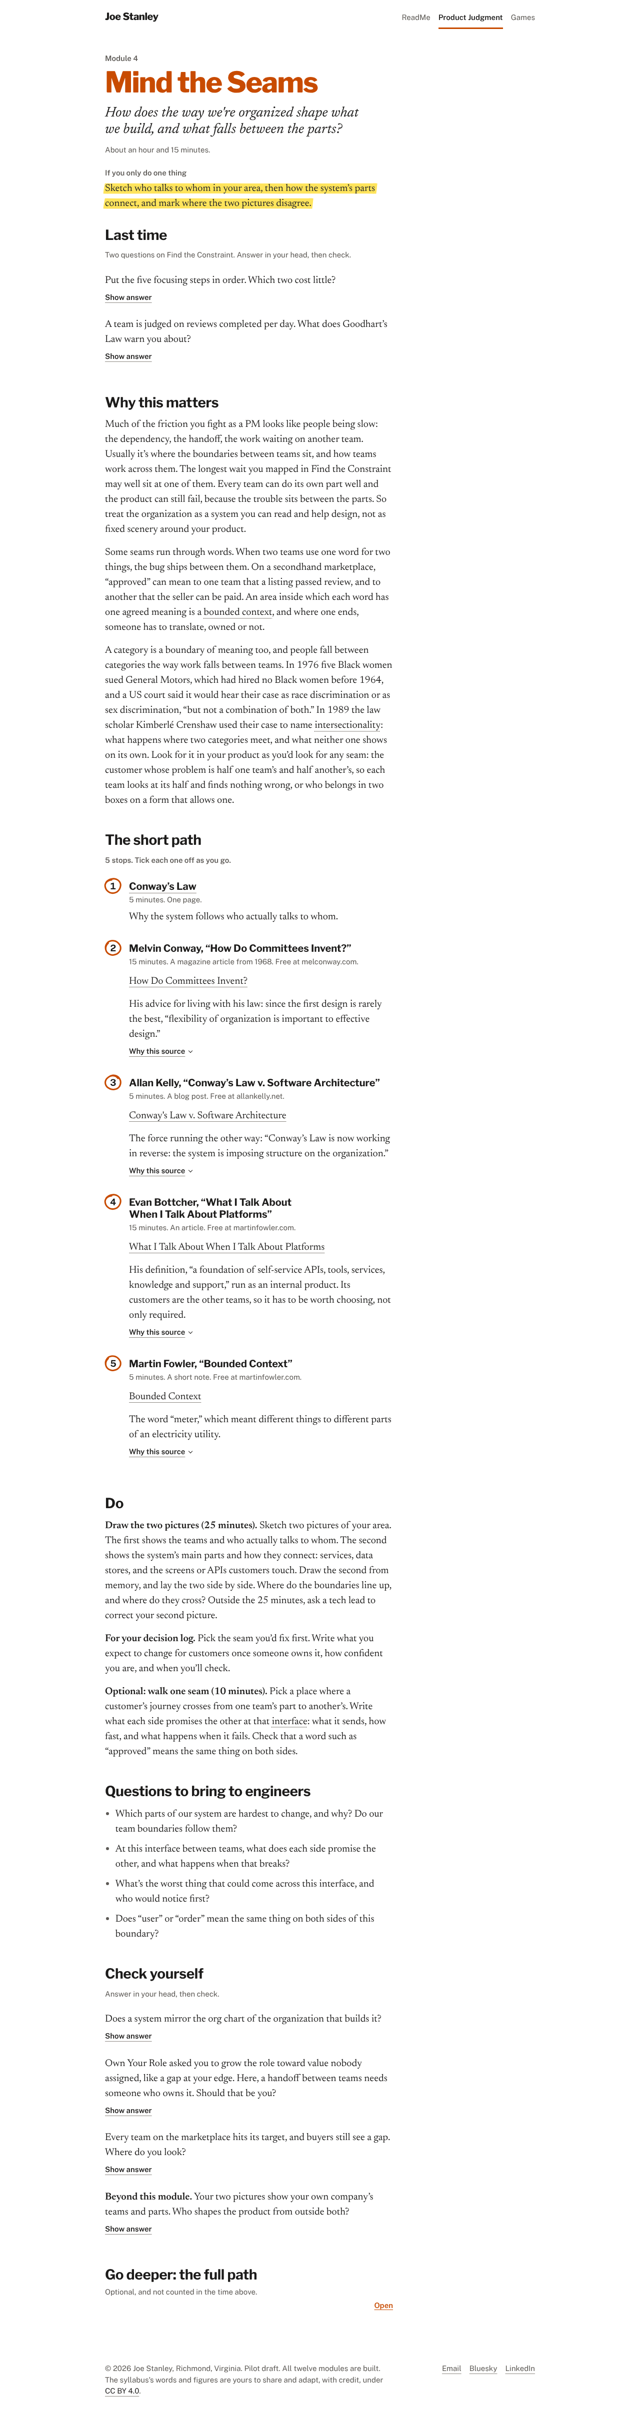 Joe Stanley
ReadMe Product Judgment Games
Module 4
Mind the Seams
How does the way we're organized shape what
we build, and what falls between the parts?
About an hour and 15 minutes.
If you only do one thing
Sketch who talks to whom in your area, then how the system's parts
connect, and mark where the two pictures disagree.
Last time
Two questions on Find the Constraint. Answer in your head, then check.
Put the five focusing steps in order. Which two cost little?
Show answer
A team is judged on reviews completed per day. What does Goodhart's
Law warn you about?
Show answer
Why this matters
Much of the friction you fight as a PM looks like people being slow:
the dependency, the handoff, the work waiting on another team.
Usually it's where the boundaries between teams sit, and how teams
work across them. The longest wait you mapped in Find the Constraint
may well sit at one of them. Every team can do its own part well and
the product can still fail, because the trouble sits between the parts. So
treat the organization as a system you can read and help design, not as
fixed scenery around your product.
Some seams run through words. When two teams use one word for two
things, the bug ships between them. On a secondhand marketplace,
“approved” can mean to one team that a listing passed review, and to
another that the seller can be paid. An area inside which each word has
one agreed meaning is a bounded context, and where one ends,
someone has to translate, owned or not.
A category is a boundary of meaning too, and people fall between
categories the way work falls between teams. In 1976 five Black women
sued General Motors, which had hired no Black women before 1964,
and a US court said it would hear their case as race discrimination or as
sex discrimination, “but not a combination of both.” In 1989 the law
scholar Kimberlé Crenshaw used their case to name intersectionality:
what happens where two categories meet, and what neither one shows
on its own. Look for it in your product as you'd look for any seam: the
customer whose problem is half one team's and half another's, so each
team looks at its half and finds nothing wrong, or who belongs in two
boxes on a form that allows one.
The short path
5 stops. Tick each one off as you go.
1 Conway's Law
5 minutes. One page.
Why the system follows who actually talks to whom.
2 Melvin Conway, “How Do Committees Invent?”
15 minutes. A magazine article from 1968. Free at melconway.com.
How Do Committees Invent?
His advice for living with his law: since the first design is rarely
the best, “flexibility of organization is important to effective
design.”
Why this source
3 Allan Kelly, “Conway's Law v. Software Architecture”
5 minutes. A blog post. Free at allankelly.net.
Conway's Law v. Software Architecture
The force running the other way: “Conway's Law is now working
in reverse: the system is imposing structure on the organization.”
Why this source
4 Evan Bottcher, “What I Talk About
When I Talk About Platforms”
15 minutes. An article. Free at martinfowler.com.
What I Talk About When I Talk About Platforms
His definition, “a foundation of self-service APIs, tools, services,
knowledge and support,” run as an internal product. Its
customers are the other teams, so it has to be worth choosing, not
only required.
Why this source
5 Martin Fowler, “Bounded Context”
5 minutes. A short note. Free at martinfowler.com.
Bounded Context
The word “meter,” which meant different things to different parts
of an electricity utility.
Why this source
Do
Draw the two pictures (25 minutes). Sketch two pictures of your area.
The first shows the teams and who actually talks to whom. The second
shows the system's main parts and how they connect: services, data
stores, and the screens or APIs customers touch. Draw the second from
memory, and lay the two side by side. Where do the boundaries line up,
and where do they cross? Outside the 25 minutes, ask a tech lead to
correct your second picture.
For your decision log. Pick the seam you'd fix first. Write what you
expect to change for customers once someone owns it, how confident
you are, and when you'll check.
Optional: walk one seam (10 minutes). Pick a place where a
customer's journey crosses from one team's part to another's. Write
what each side promises the other at that interface: what it sends, how
fast, and what happens when it fails. Check that a word such as
“approved” means the same thing on both sides.
Questions to bring to engineers
• Which parts of our system are hardest to change, and why? Do our
team boundaries follow them?
• At this interface between teams, what does each side promise the
other, and what happens when that breaks?
• What's the worst thing that could come across this interface, and
who would notice first?
• Does “user” or “order” mean the same thing on both sides of this
boundary?
Check yourself
Answer in your head, then check.
Does a system mirror the org chart of the organization that builds it?
Show answer
Own Your Role asked you to grow the role toward value nobody
assigned, like a gap at your edge. Here, a handoff between teams needs
someone who owns it. Should that be you?
Show answer
Every team on the marketplace hits its target, and buyers still see a gap.
Where do you look?
Show answer
Beyond this module. Your two pictures show your own company's
teams and parts. Who shapes the product from outside both?
Show answer
Go deeper: the full path
Optional, and not counted in the time above.
Open
© 2026 Joe Stanley, Richmond, Virginia. Pilot draft. All twelve modules are built.
The syllabus's words and figures are yours to share and adapt, with credit, under
CC BY 4.0.
Email Bluesky LinkedIn